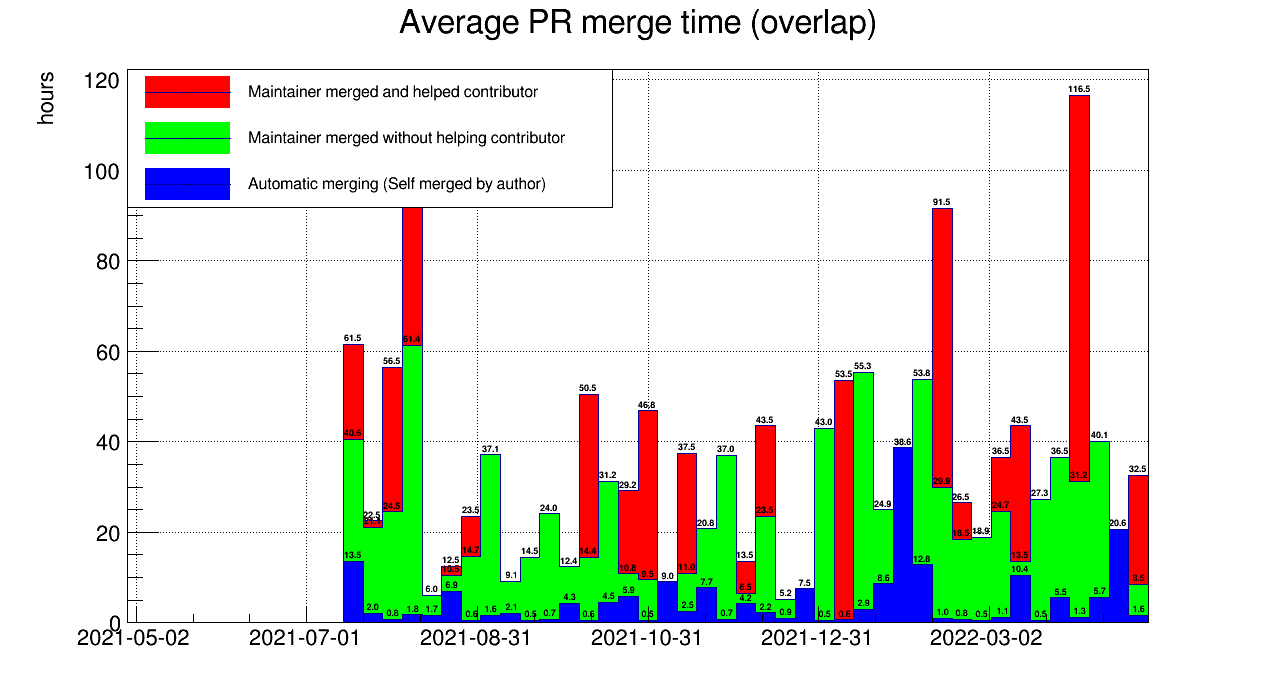 Average PR merge time (overlap)
hours
Maintainer merged and helped contributor
Maintainer merged without helping contributor
Automatic merging (Self merged by author)
120
100
80
60
40
20
0
116.5
91.5
61.5 56.5 61.4 53.5 55.3 53.8
50.5 46.8 43.5 43.0 43.5
40.6 37.1 37.5 37.0 38.6 36.5 36.5 40.1
31.2 29.2 29.9 31.2 32.5
22.5 24.5 23.5 24.0 20.8 23.5 24.9 26.5 24.7 27.3
18.5 18.9 20.6
13.5 12.5 14.7 14.5 12.4 14.4 10.8 11.0 13.5 12.8 13.5
10.5 9.1 9.5 9.0 7.7 7.5 8.6 10.4 8.5
6.0 6.9 4.3 4.5 5.9 6.5 4.2 5.2 5.5 5.7
2.0 0.8 1.8 1.7 0.6 1.6 2.1 0.5 0.7 0.6 0.5 2.5 0.7 2.2 0.9 0.5 0.6 2.9 1.0 0.8 0.5 1.1 0.5 1.3 1.6
2021-05-02 2021-07-01 2021-08-31 2021-10-31 2021-12-31 2022-03-02